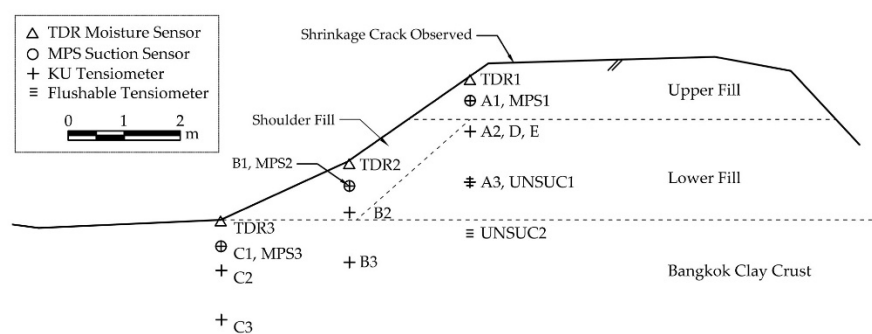 TDR Moisture Sensor
MPS Suction Sensor
KU Tensiometer
Flushable Tensiometer
0 1 2
m
Shrinkage Crack Observed
TDR1
A1, MPS1
Upper Fill
Shoulder Fill
A2, D, E
B1, MPS2
TDR2
A3, UNSUC1
Lower Fill
B2
TDR3
UNSUC2
C1, MPS3
B3
Bangkok Clay Crust
C2
C3